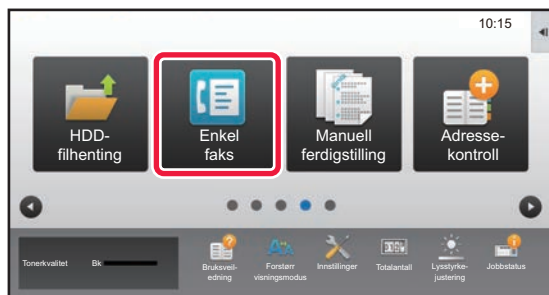 10:15
HDD-
filhenting
Enkel
faks
Manuell
ferdigstilling
Adresse-
kontroll
Tonerkvalitet Bk
Bruksveil-
edning
Forstørr
visningsmodus
Innstillinger
Totalantall
Lysstyrke-
justering
Jobbstatus